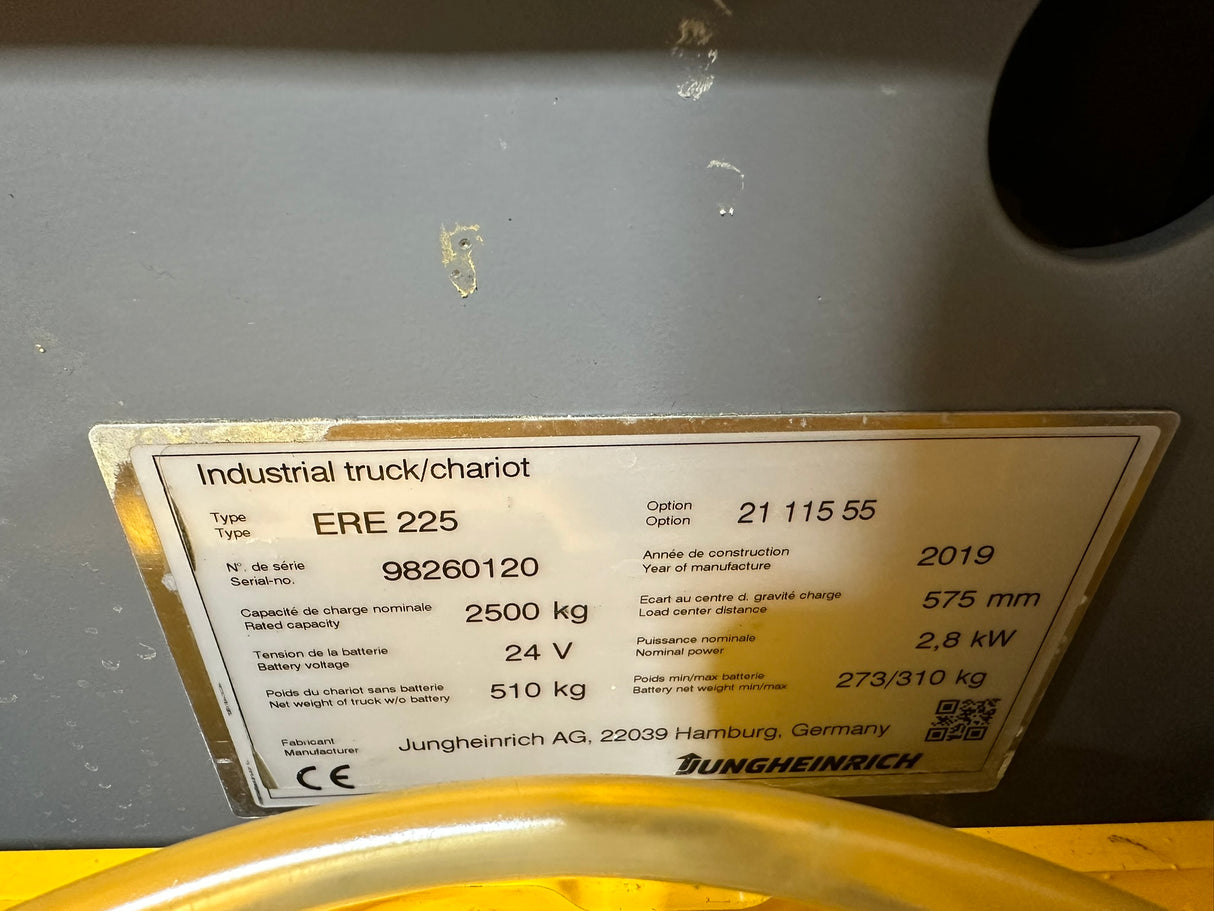 Industrial truck/chariot
Type
Type
ERE 225
Option
Option
21 115 55
N°. de série
Serial-no.
98260120
Année de construction
Year of manufacture
2019
Capacité de charge nominale
Rated capacity
2500 kg
Ecart au centre d. gravité charge
Load center distance
575 mm
Tension de la batterie
Battery voltage
24 V
Puissance nominale
Nominal power
2,8 kW
Poids du chariot sans batterie
Net weight of truck w/o battery
510 kg
Poids min/max batterie
Battery net weight min/max
273/310 kg
Fabricant
Manufacturer
Jungheinrich AG, 22039 Hamburg, Germany
CE
JUNGHEINRICH